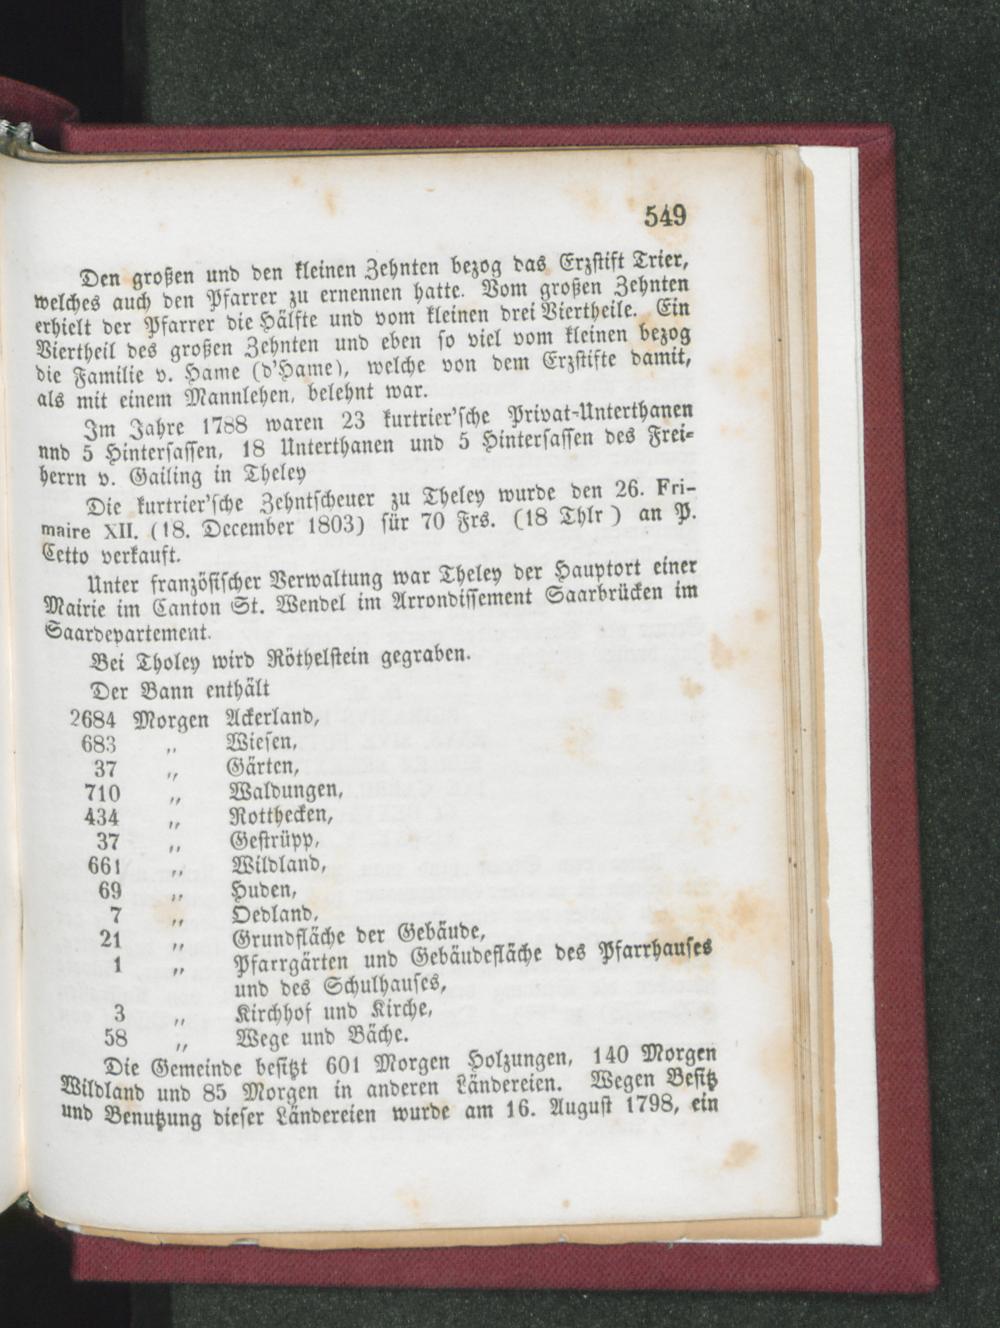 549
Den großen und den kleinen Zehnten bezog das Erzstift Trier,
welches auch den Pfarrer zu ernennen hatte. Vom großen Zehnten
erhielt der Pfarrer die Hälfte und vom kleinen drei Viertheile. Ein
Viertheil des großen Zehnten und eben so viel vom kleinen bezog
die Familie v. Hame (d'Hame), welche von dem Erzstifte damit,
als mit einem Mannlehen, belehnt war.
Im Jahre 1788 waren 23 kurtrier'sche Privat-Unterthanen
nnd 5 Hintersassen, 18 Unterthanen und 5 Hintersassen des Frei-
herrn v. Gailing in Theley
Die kurtrier'sche Zehntscheuer zu Theley wurde den 26. Fri-
maire XII. (18. December 1803) für 70 Frs. (18 Thlr ) an P.
Cetto verkauft.
Unter französischer Verwaltung war Theley der Hauptort einer
Mairie im Canton St. Wendel im Arrondissement Saarbrücken im
Saardepartement.
Bei Tholey wird Röthelstein gegraben.
Der Bann enthält
2684 Morgen Ackerland,
683 „ Wiesen,
37 „ Gärten,
710 „ Waldungen,
434 „ Rotthecken,
37 „ Gestrüpp,
661 „ Wildland,
69 „ Huden,
7 „ Oedland,
21 „ Grundfläche der Gebäude,
1 „ Pfarrgärten und Gebäudefläche des Pfarrhauses
und des Schulhauses,
3 „ Kirchhof und Kirche,
58 „ Wege und Bäche.
Die Gemeinde besitzt 601 Morgen Holzungen, 140 Morgen
Wildland und 85 Morgen in anderen Ländereien. Wegen Besitz
und Benutzung dieser Ländereien wurde am 16. August 1798, ein